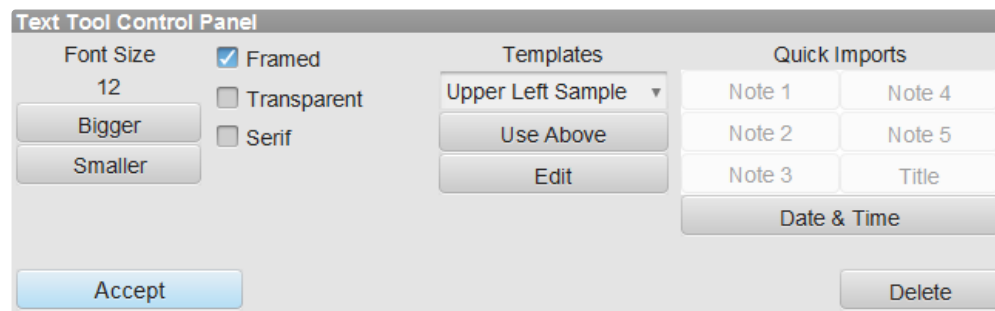 Text Tool Control Panel
Font Size
12
Bigger
Smaller
Framed
Transparent
Serif
Templates
Upper Left Sample
Use Above
Edit
Quick Imports
Note 1 Note 4
Note 2 Note 5
Note 3 Title
Date & Time
Accept
Delete